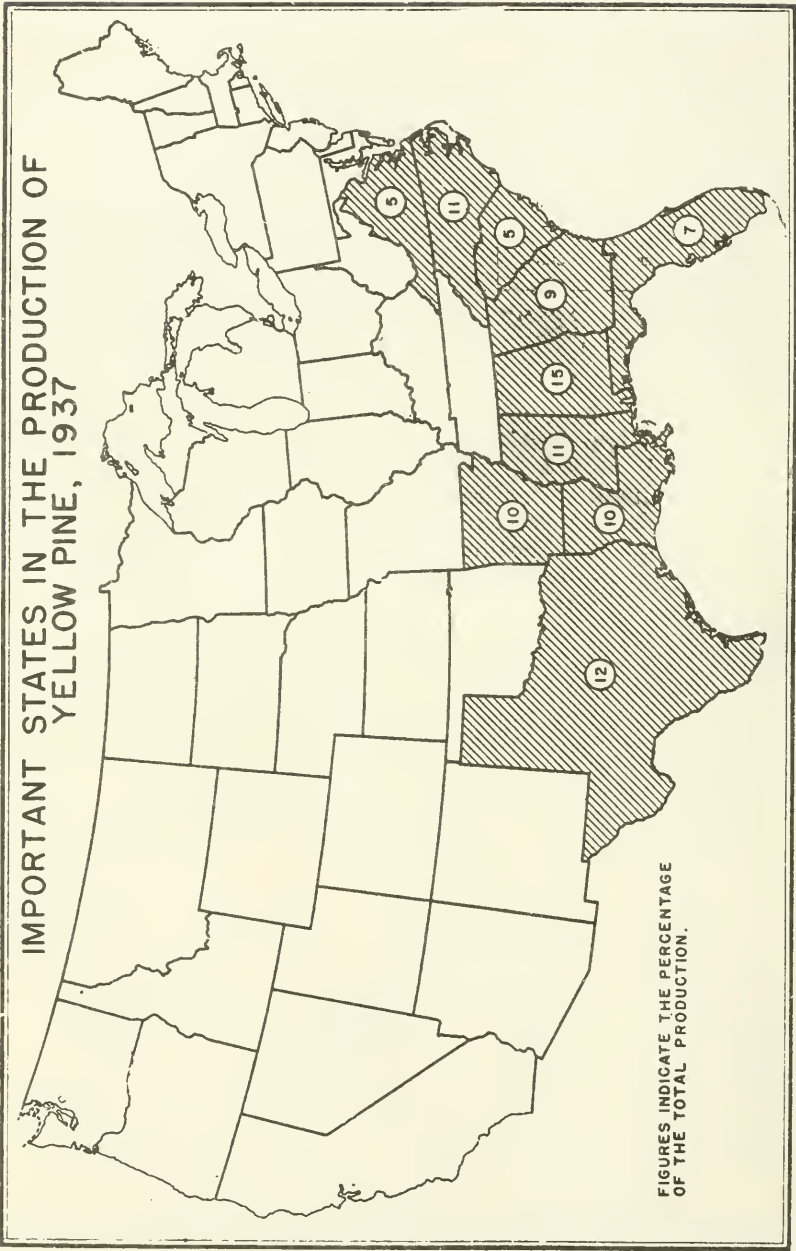 IMPORTANT STATES IN THE PRODUCTION OF
YELLOW PINE, 1937
5
11
5
9
7
15
11
10
10
12
FIGURES INDICATE THE PERCENTAGE
OF THE TOTAL PRODUCTION.